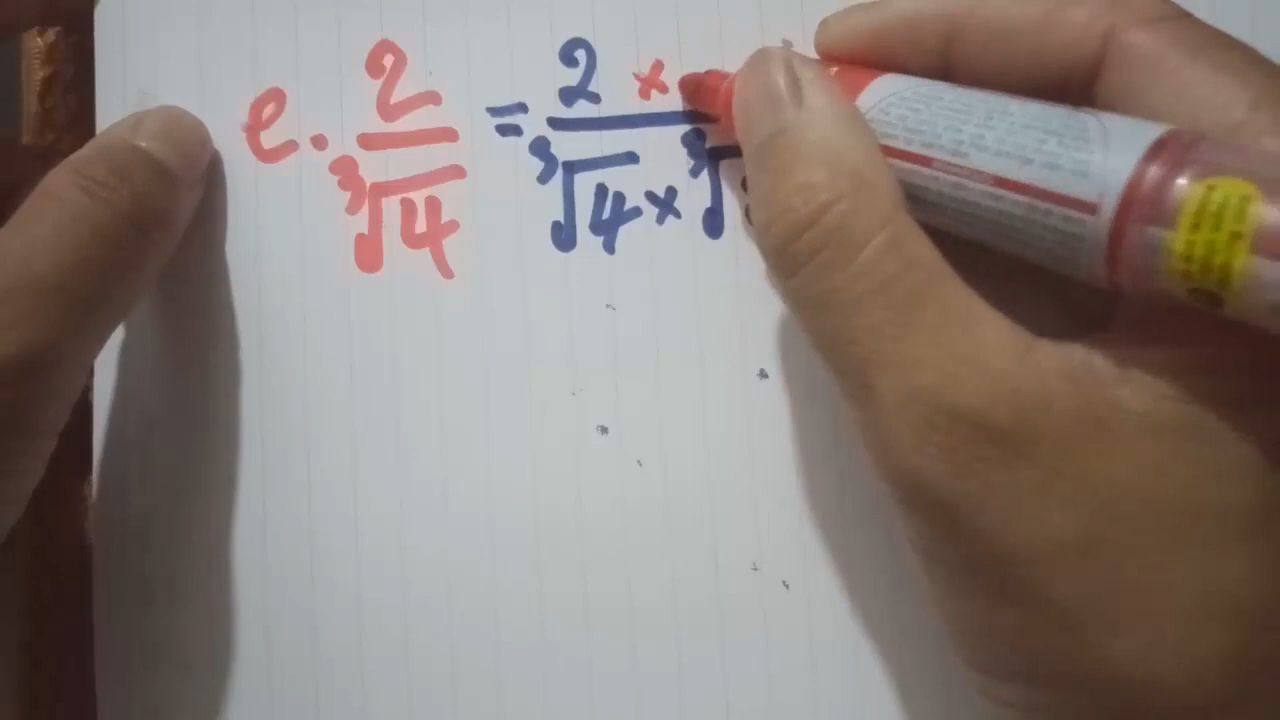 e. 2/∛4 = 2 × / ∛4 × ∛